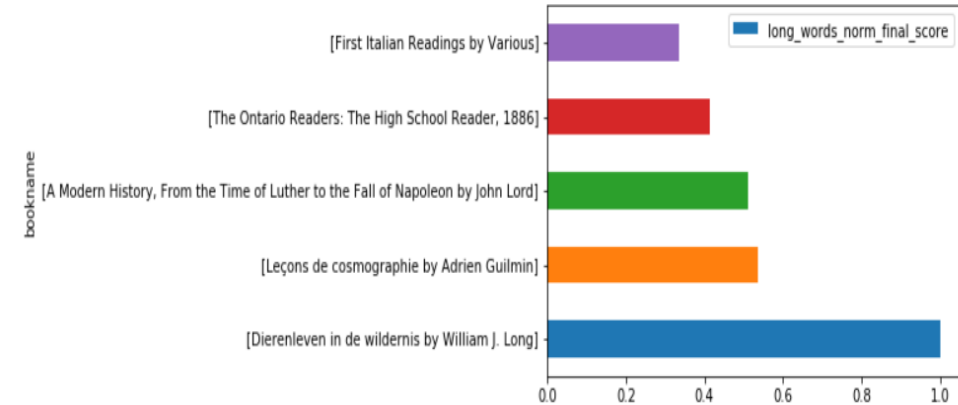 long_words_norm_final_score
[First Italian Readings by Various]
[The Ontario Readers: The High School Reader, 1886]
[A Modern History, From the Time of Luther to the Fall of Napoleon by John Lord]
[Leçons de cosmographie by Adrien Guilmin]
[Dierenleven in de wildernis by William J. Long]
bookname
0.0 0.2 0.4 0.6 0.8 1.0